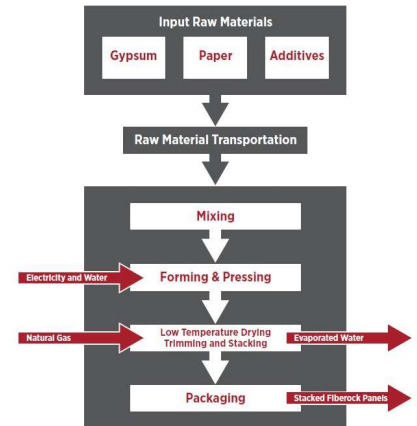 Input Raw Materials
Gypsum
Paper
Additives
Raw Material Transportation
Mixing
Electricity and Water
Forming & Pressing
Natural Gas
Low Temperature Drying
Trimming and Stacking
Evaporated Water
Packaging
Stacked Fiberock Panels